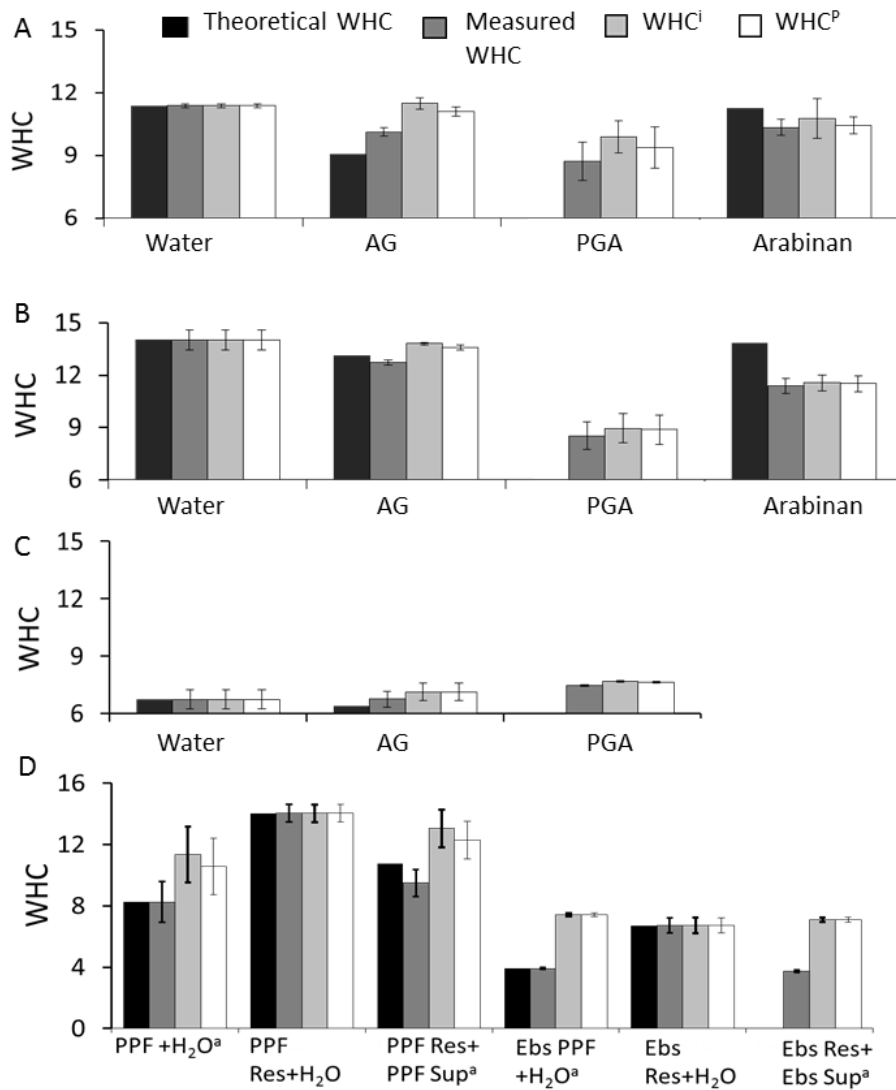 A 15 Theoretical WHC Measured WHCⁱ WHCᴾ
WHC
12
WHC
9
6
Water AG PGA Arabinan
B 15
12
WHC
9
6
Water AG PGA Arabinan
C 15
12
WHC
9
6
Water AG PGA
D 16
12
WHC
8
4
0
PPF +H₂Oᵃ PPF PPF Res+ Ebs PPF Ebs Ebs Res+
Res+H₂O PPF Supᵃ +H₂Oᵃ Res+H₂O Ebs Supᵃ